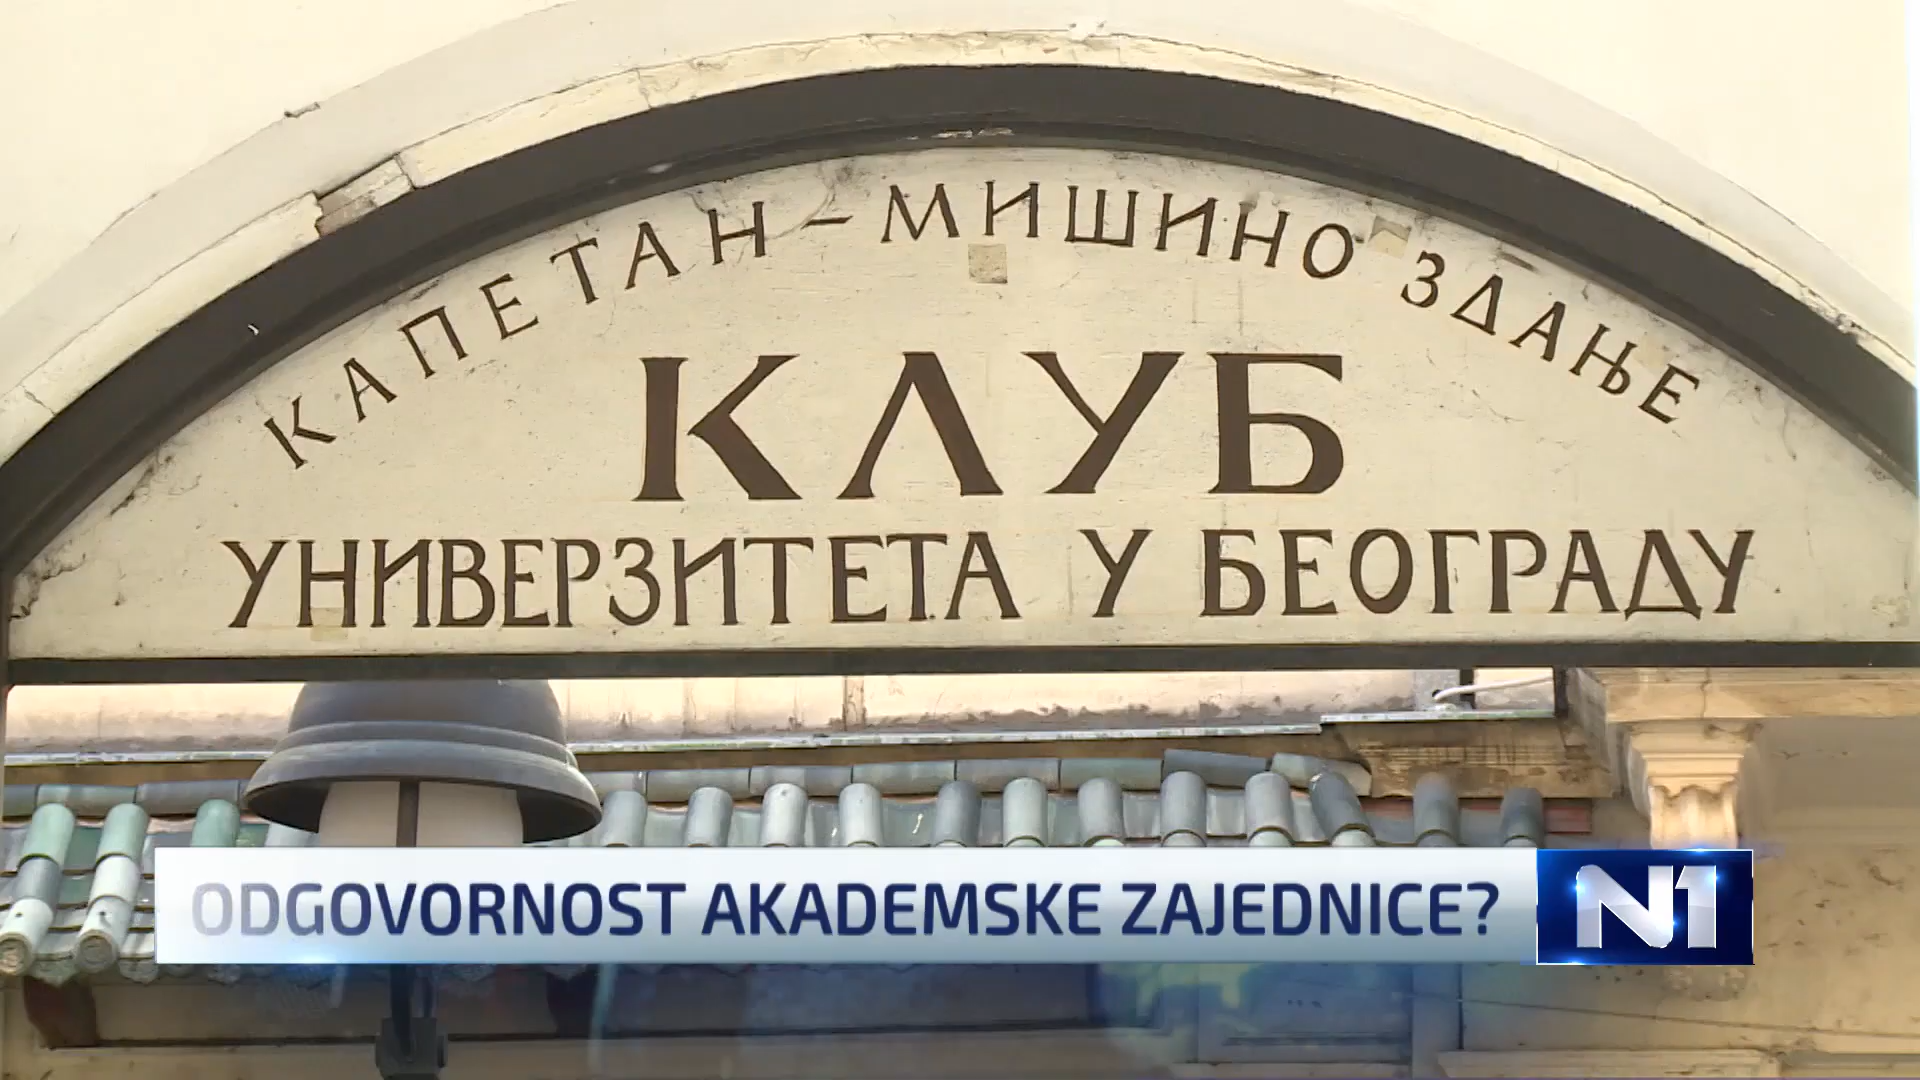 КАПЕТАН-МИШИНО ЗДАЊЕ
КЛУБ
УНИВЕРЗИТЕТА У БЕОГРАДУ
ODGOVORNOST AKADEMSKE ZAJEDNICE?
N1